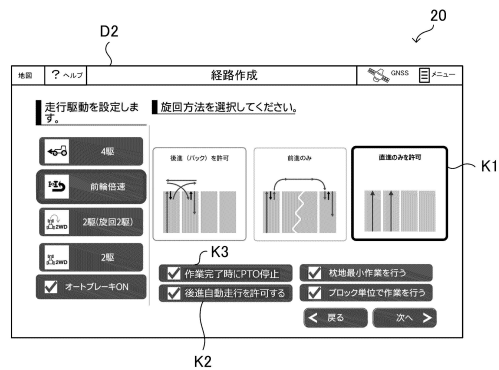 20
D2
地図
? ヘルプ
経路作成
GNSS
メニュー
走行駆動を設定しま
す。
旋回方法を選択してください。
4駆
前輪倍速
2WD
2駆(旋回2駆)
2WD
2駆
オートブレーキON
後進（バック）を許可
前進のみ
直進のみを許可
K1
K3
作業完了時にPTO停止
枕地最小作業を行う
後進自動走行を許可する
ブロック単位で作業を行う
< 戻る
次へ >
K2